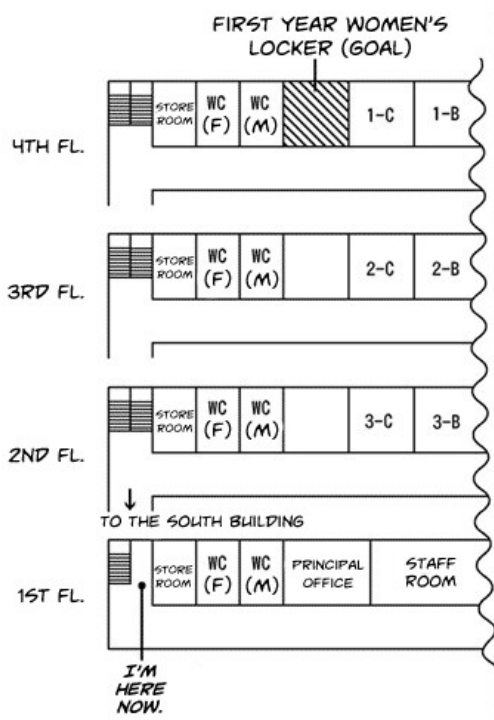 FIRST YEAR WOMEN'S
LOCKER (GOAL)
4TH FL.
STORE
ROOM
WC
(F)
WC
(M)
1-C
1-B
3RD FL.
STORE
ROOM
WC
(F)
WC
(M)
2-C
2-B
2ND FL.
STORE
ROOM
WC
(F)
WC
(M)
3-C
3-B
TO THE SOUTH BUILDING
1ST FL.
STORE
ROOM
WC
(F)
WC
(M)
PRINCIPAL
OFFICE
STAFF
ROOM
I'M
HERE
NOW.